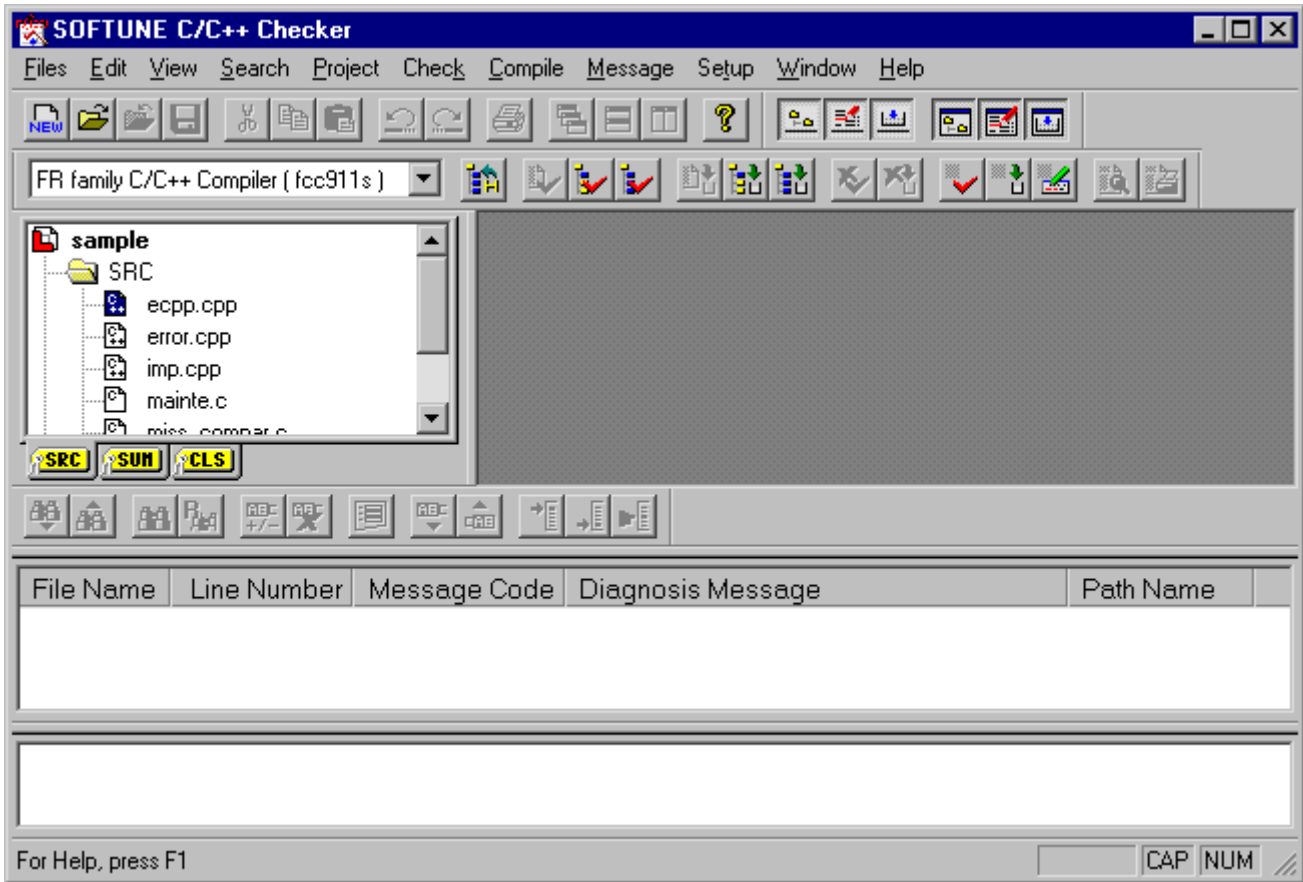 SOFTUNE C/C++ Checker
Files Edit View Search Project Check Compile Message Setup Window Help
NEW
FR family C/C++ Compiler ( fcc911s )
sample
SRC
ecpp.cpp
error.cpp
imp.cpp
mainte.c
miss_compar.c
SRC SUM CLS
File Name Line Number Message Code Diagnosis Message Path Name
For Help, press F1 CAP NUM